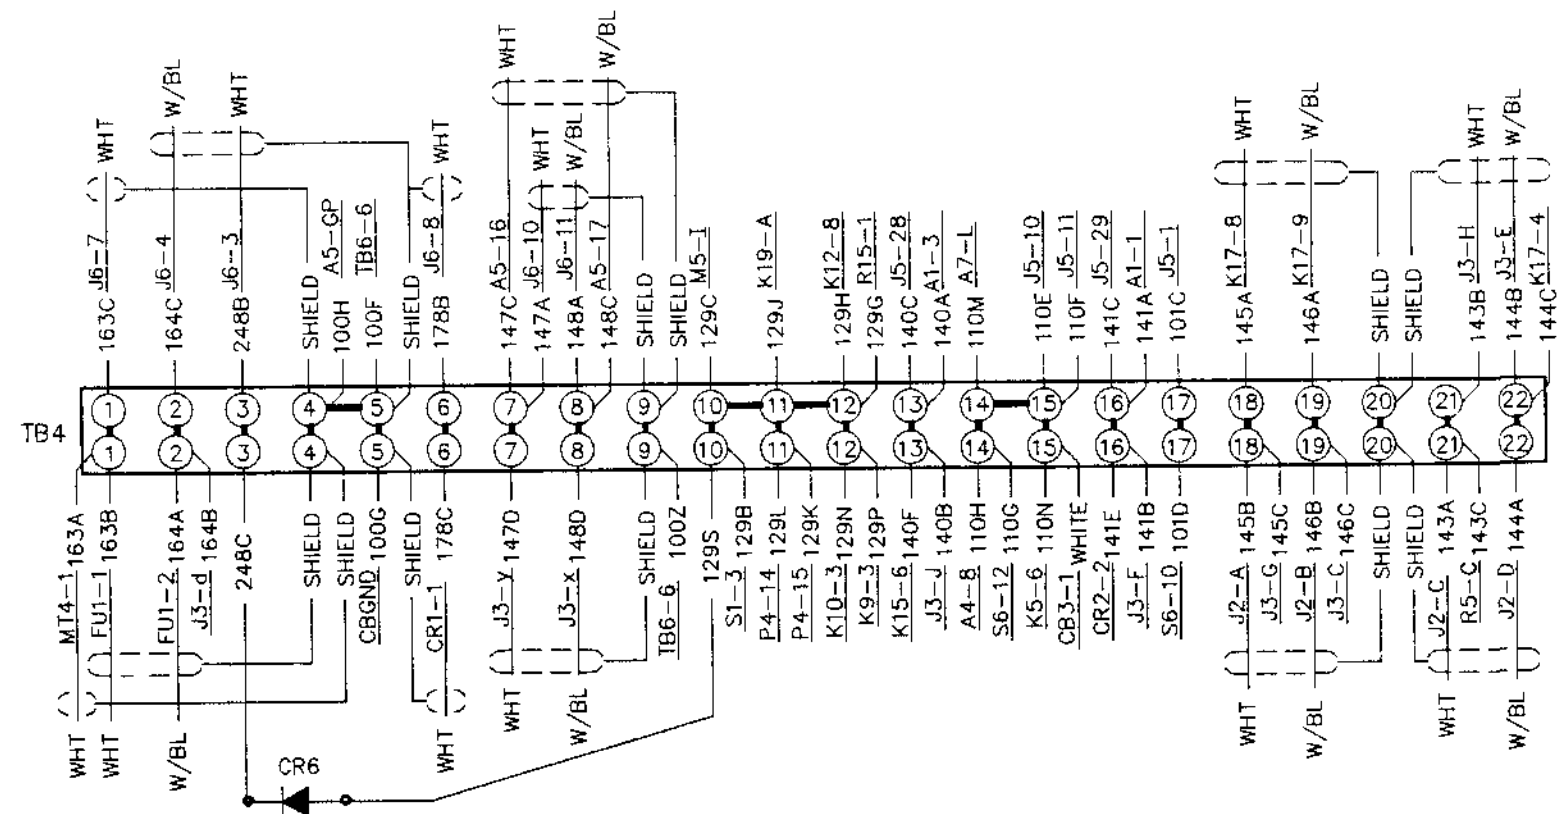 WHT
W/BL
WHT
WHT
WHT
W/BL
WHT
W/BL
WHT
W/BL
WHT
W/BL
163C J6-7
164C J6-4
248B J6-3
SHIELD
100H A5-GP
100F TB6-6
SHIELD
178B J6-8
147C A5-16
147A J6-10
148A J6-11
148C A5-17
SHIELD
SHIELD
129C M5-I
129J K19-A
129H K12-8
129G R15-1
140C J5-28
140A A1-3
110M A7-L
110E J5-10
110F J5-11
141C J5-29
141A A1-1
101C J5-1
145A K17-8
146A K17-9
SHIELD
SHIELD
143B J3-H
144B J3-E
144C K17-4
TB4
1 2 3 4 5 6 7 8 9 10 11 12 13 14 15 16 17 18 19 20 21 22
1 2 3 4 5 6 7 8 9 10 11 12 13 14 15 16 17 18 19 20 21 22
MT4-1 163A
FU1-1 163B
FU1-2 164A
J3-d 164B
248C
SHIELD
SHIELD
CBGND 100G
SHIELD
CR1-1 178C
J3-y 147D
J3-x 148D
SHIELD
TB6-6 100Z
129S
S1-3 129B
P4-14 129L
P4-15 129K
K10-3 129N
K9-3 129P
K15-6 140F
J3-J 140B
A4-8 110H
S6-12 110G
K5-6 110N
CB3-1 WHITE
CR2-2 141E
J3-F 141B
S6-10 101D
J2-A 145B
J3-G 145C
J2-B 146B
J3-C 146C
SHIELD
SHIELD
J2-C 143A
R5-C 143C
J2-D 144A
WHT
WHT
W/BL
WHT
WHT
W/BL
WHT
W/BL
WHT
W/BL
CR6